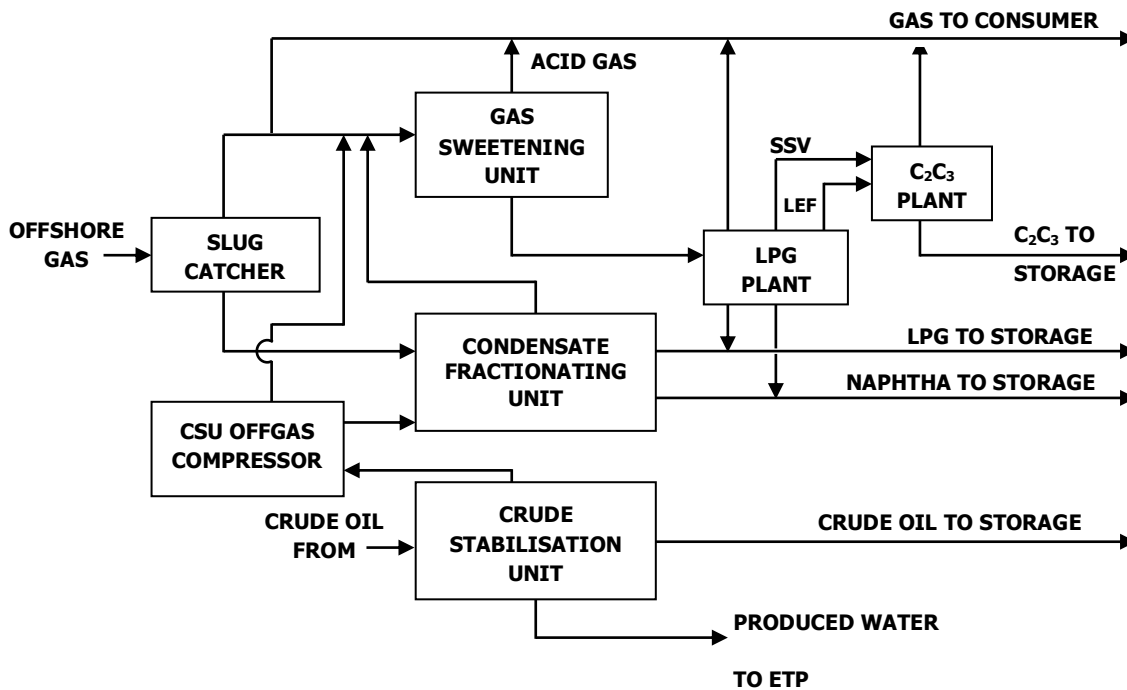 GAS TO CONSUMER
ACID GAS
GAS
SWEETENING
UNIT
SSV
C₂C₃
PLANT
LEF
OFFSHORE
GAS
SLUG
CATCHER
LPG
PLANT
C₂C₃ TO
STORAGE
CONDENSATE
FRACTIONATING
UNIT
LPG TO STORAGE
NAPHTHA TO STORAGE
CSU OFFGAS
COMPRESSOR
CRUDE OIL
FROM
CRUDE
STABILISATION
UNIT
CRUDE OIL TO STORAGE
PRODUCED WATER
TO ETP